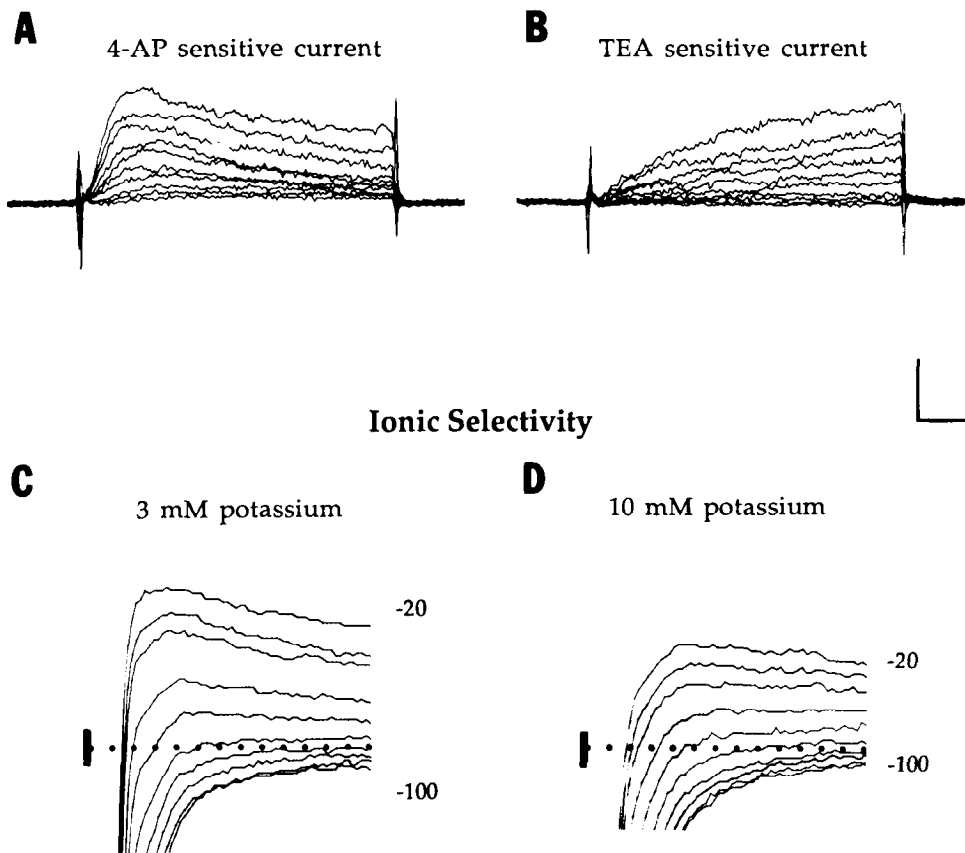 A
4-AP sensitive current
B
TEA sensitive current
Ionic Selectivity
C
3 mM potassium
D
10 mM potassium
-20
-100
-20
-100